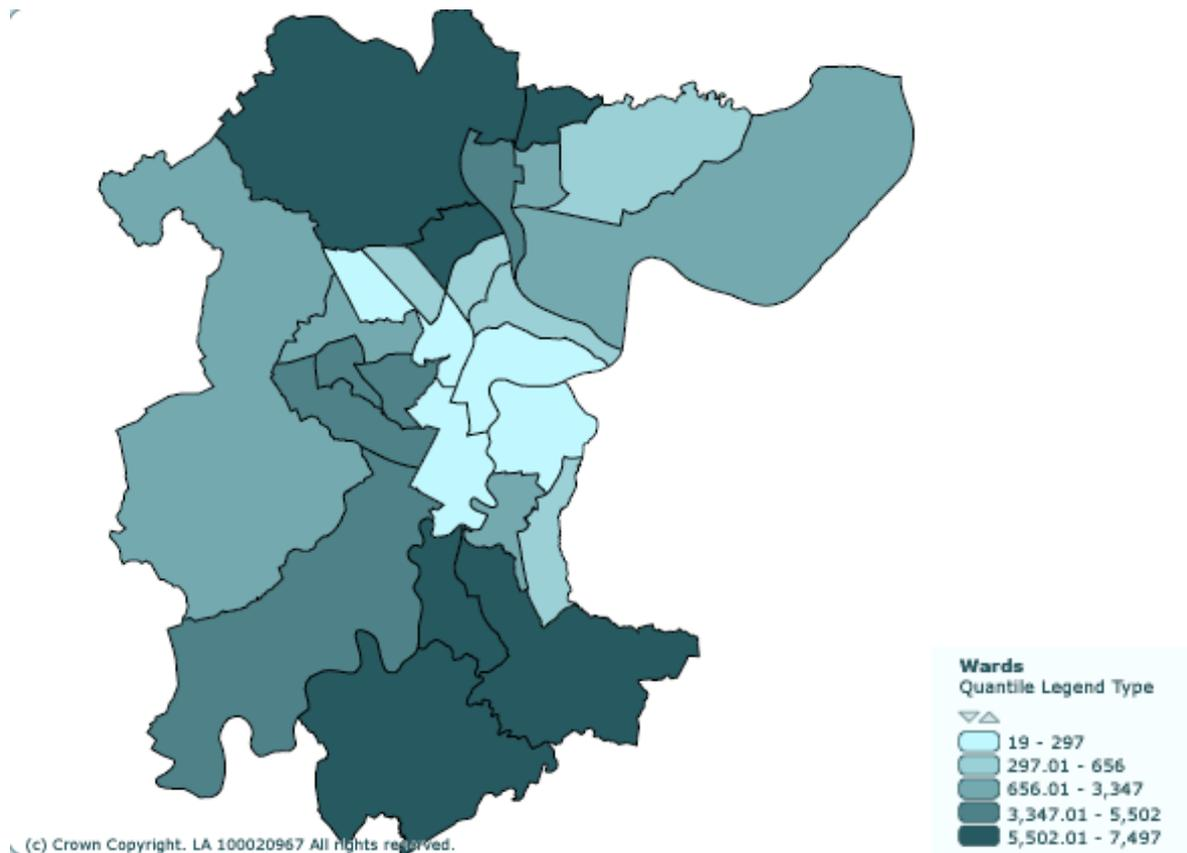 Wards
Quantile Legend Type
19 - 297
297.01 - 656
656.01 - 3,347
3,347.01 - 5,502
5,502.01 - 7,497
(c) Crown Copyright. LA 100020967 All rights reserved.